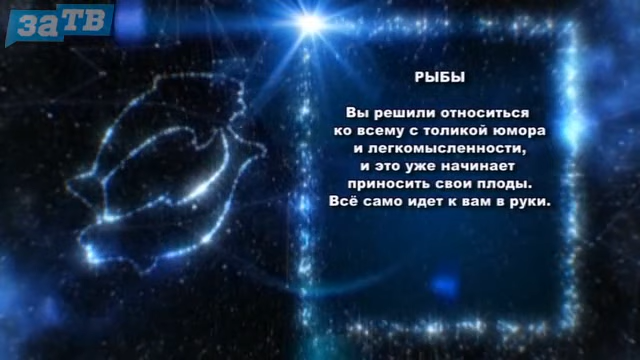 заТВ
РЫБЫ
Вы решили относиться
ко всему с толикой юмора
и легкомысленности,
и это уже начинает
приносить свои плоды.
Всё само идет к вам в руки.